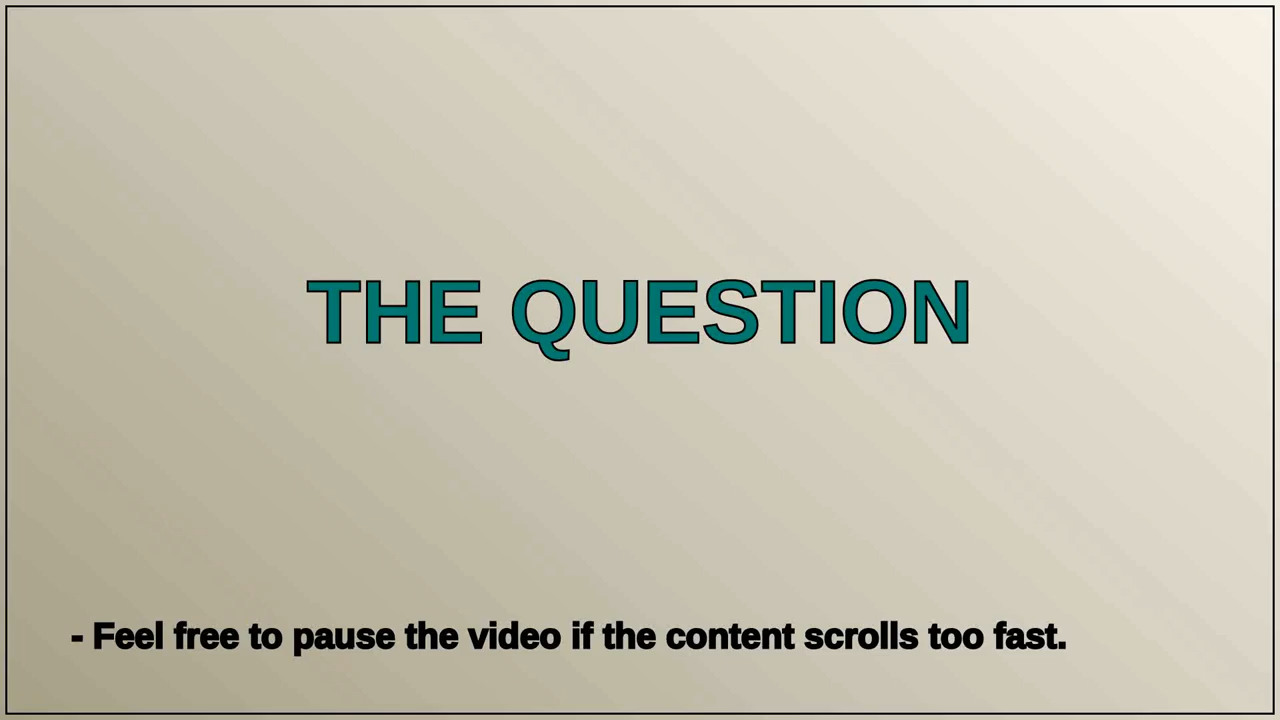 THE QUESTION
- Feel free to pause the video if the content scrolls too fast.